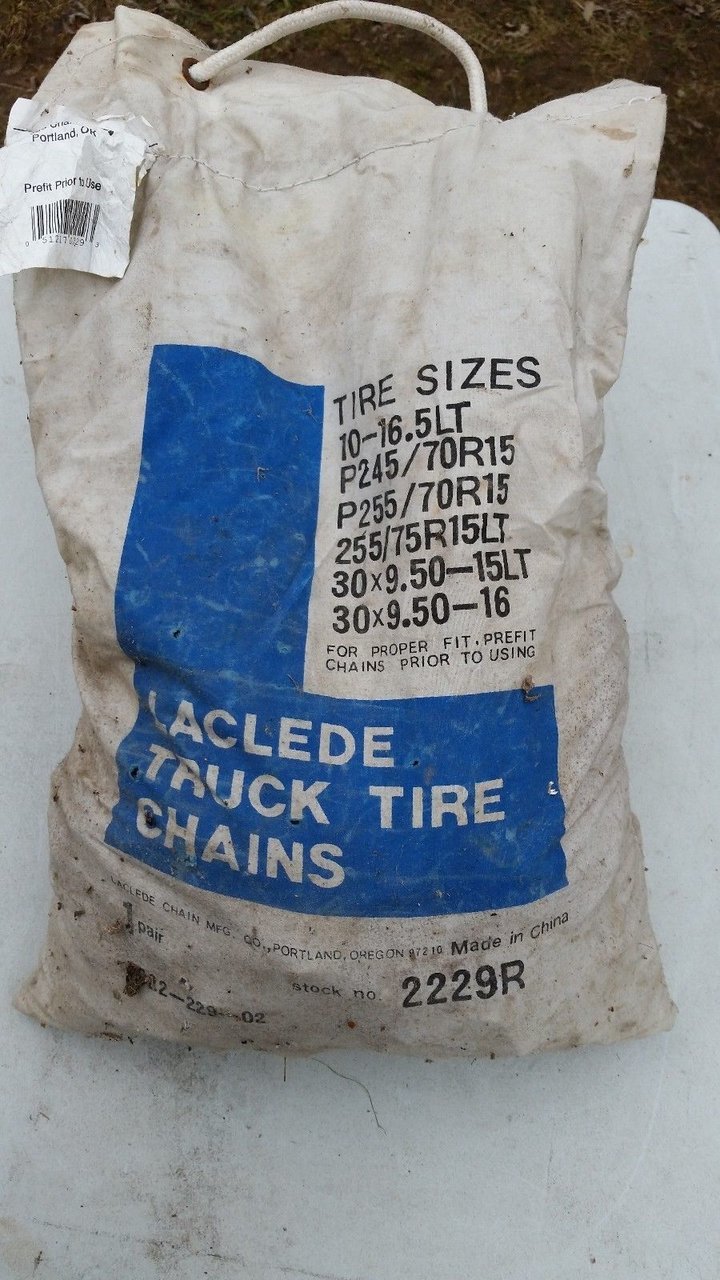 Portland, OR
Prefit Prior to Use
TIRE SIZES
10-16.5LT
P245/70R15
P255/70R15
255/75R15LT
30x9.50-15LT
30x9.50-16
FOR PROPER FIT, PREFIT
CHAINS PRIOR TO USING
LACLEDE
TRUCK TIRE
CHAINS
LACLEDE CHAIN MFG. CO., PORTLAND, OREGON 97210 Made in China
1 pair
stock no. 2229R